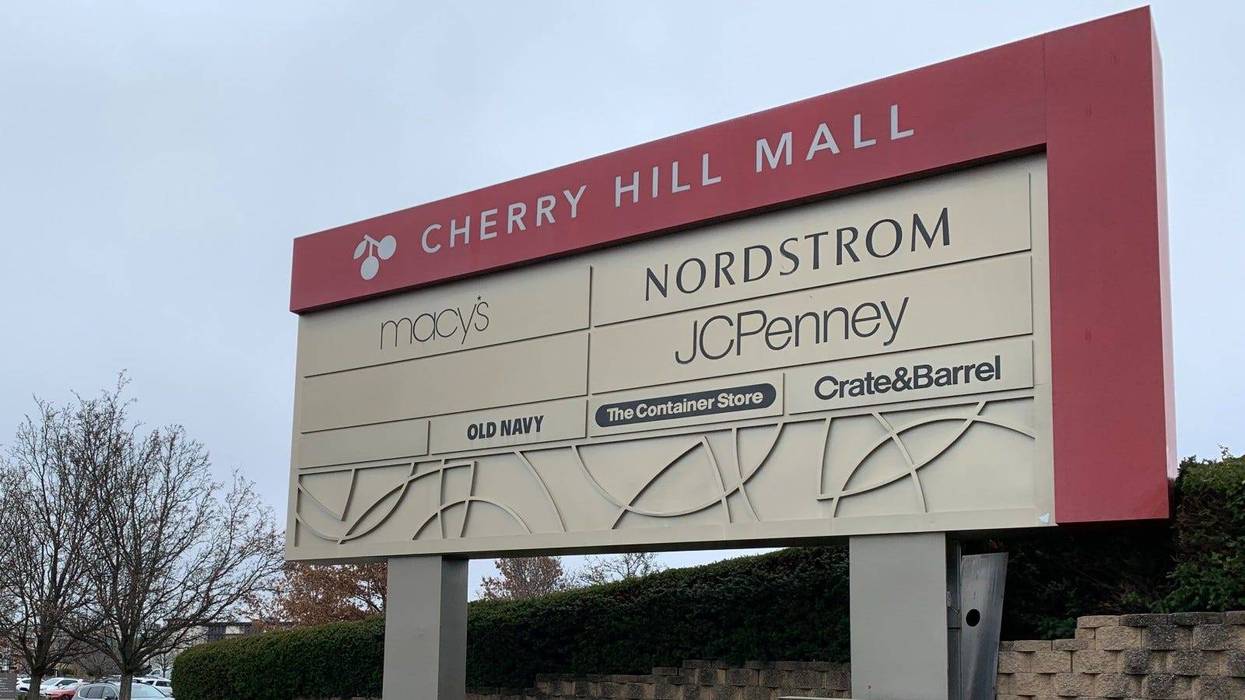 CHERRY HILL MALL
macy's
NORDSTROM
JCPenney
OLD NAVY
The Container Store
Crate&Barrel